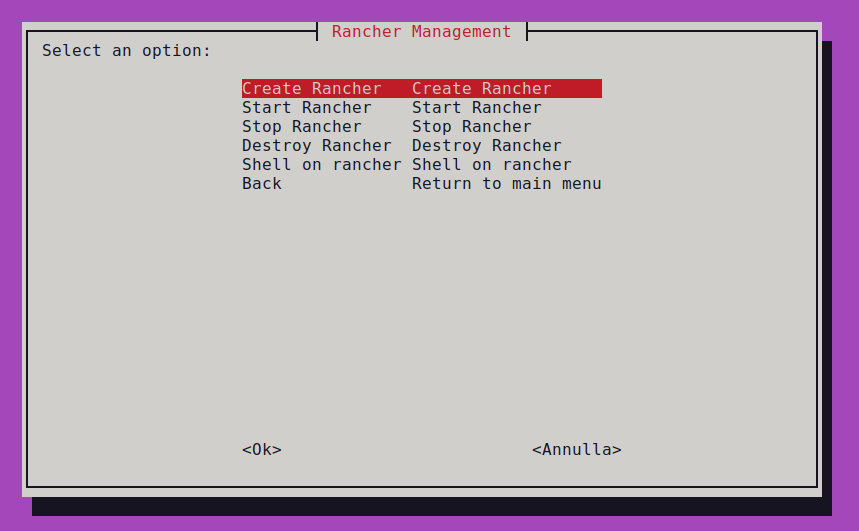 Rancher Management
Select an option:
Create Rancher Create Rancher
Start Rancher Start Rancher
Stop Rancher Stop Rancher
Destroy Rancher Destroy Rancher
Shell on rancher Shell on rancher
Back Return to main menu
<Ok> <Annulla>